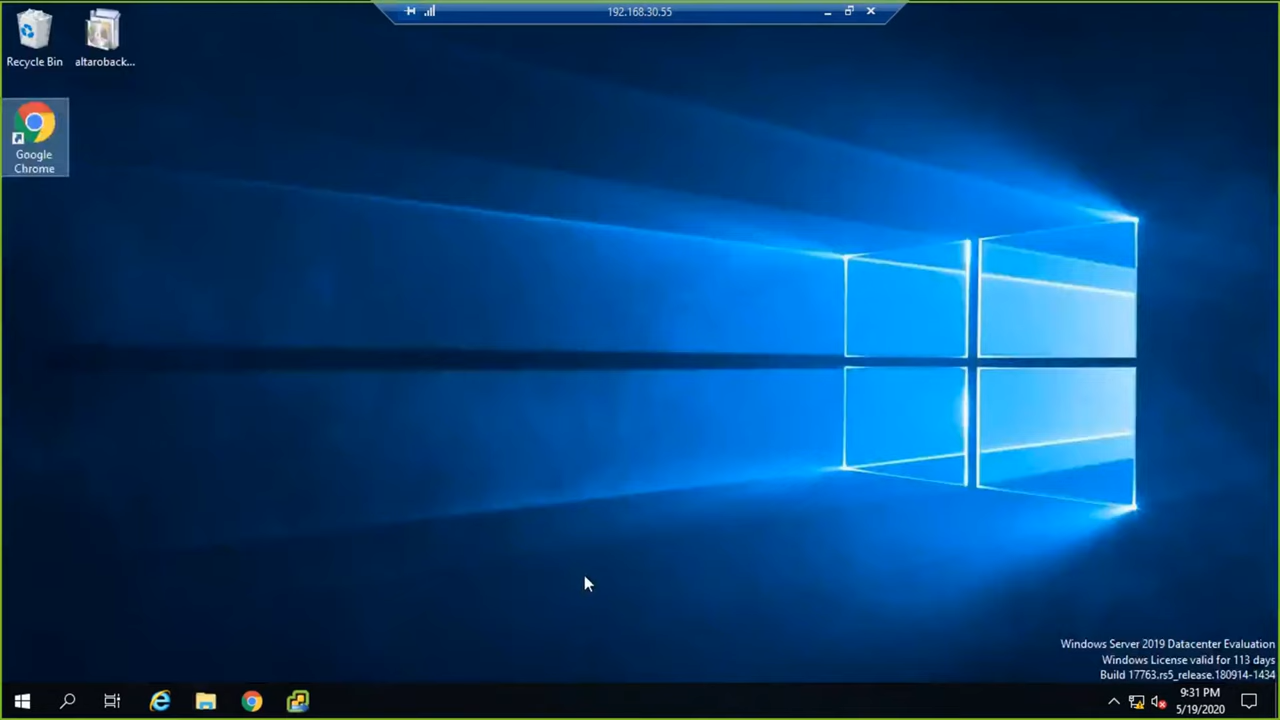 192.168.30.55
Recycle Bin
altaroback...
Google
Chrome
Windows Server 2019 Datacenter Evaluation
Windows License valid for 113 days
Build 17763.rs5_release.180914-1434
9:31 PM
5/19/2020